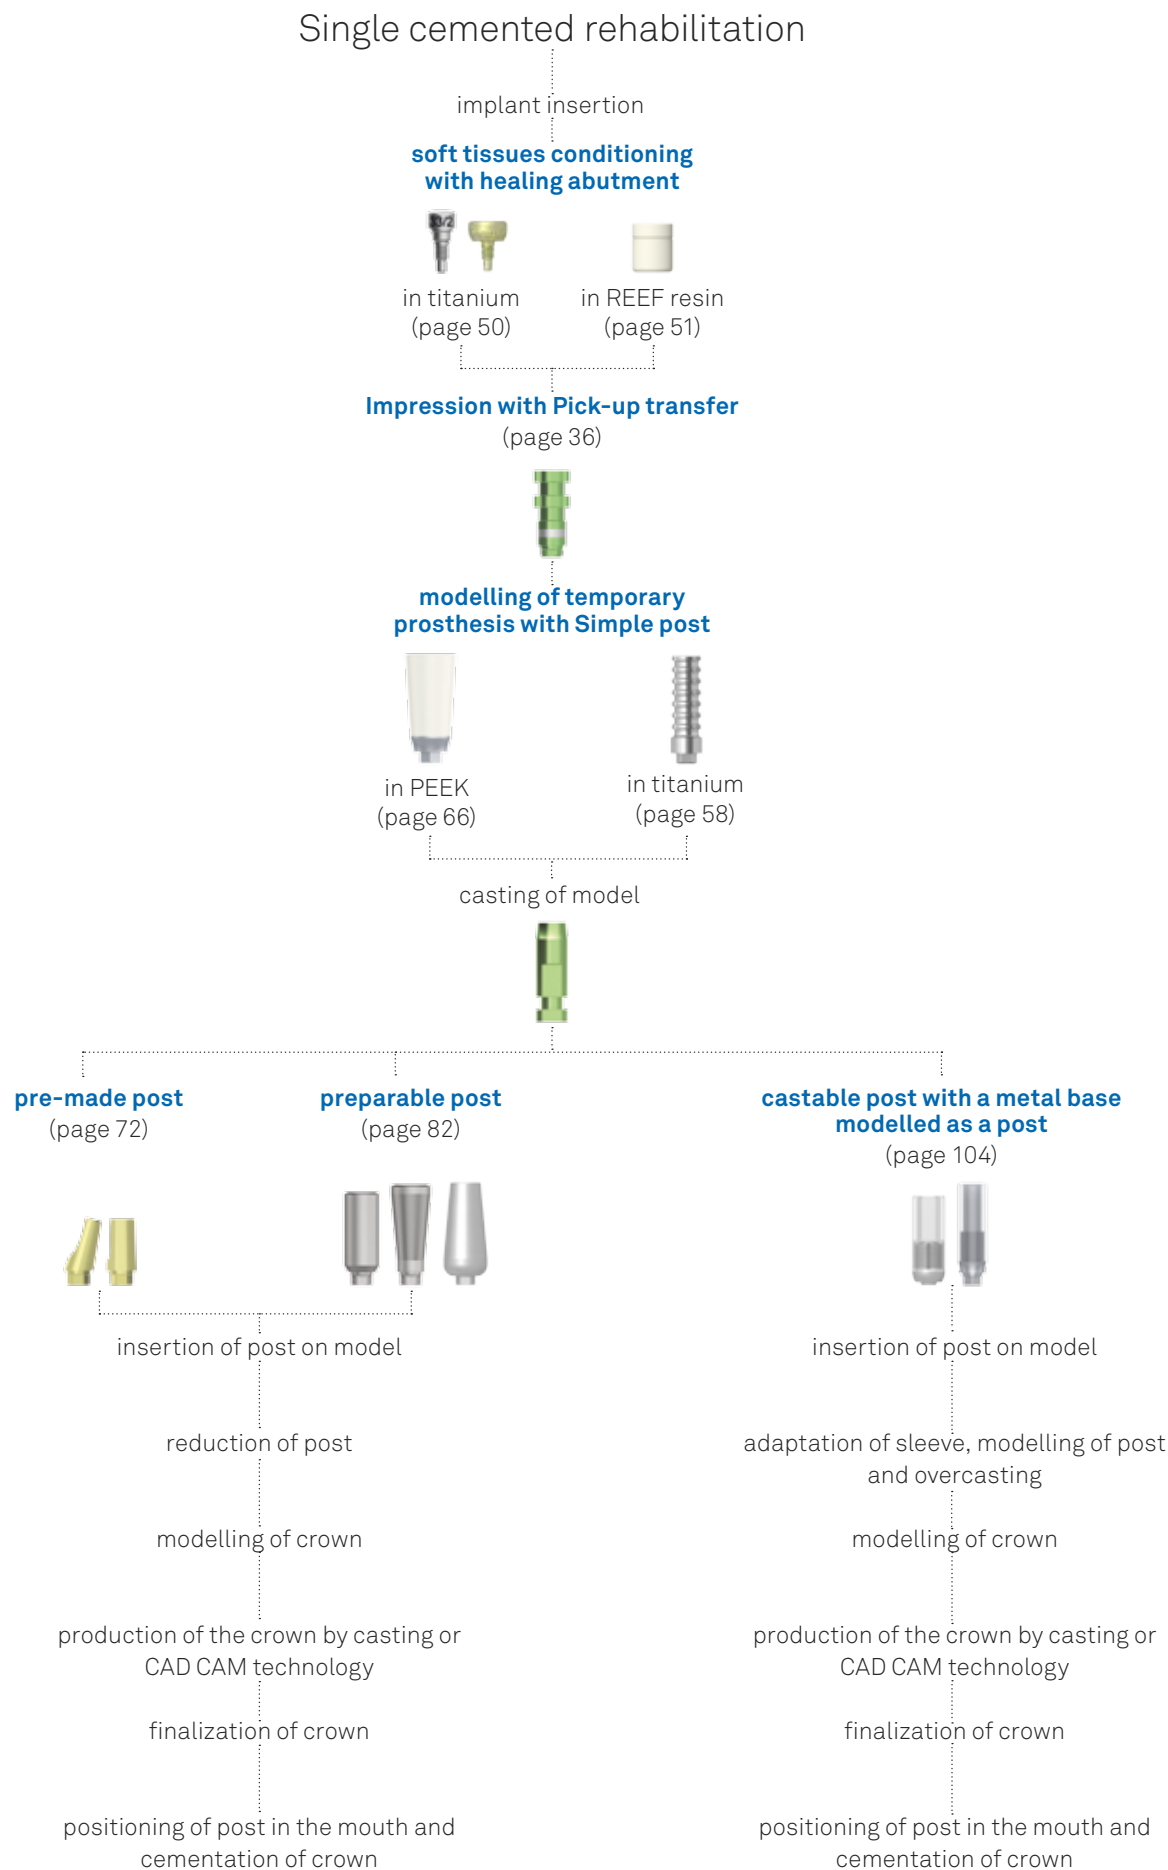 Single cemented rehabilitation
implant insertion
soft tissues conditioning
with healing abutment
3/2
in titanium
(page 50)
in REEF resin
(page 51)
Impression with Pick-up transfer
(page 36)
modelling of temporary
prosthesis with Simple post
in PEEK
(page 66)
in titanium
(page 58)
casting of model
pre-made post
(page 72)
preparable post
(page 82)
castable post with a metal base
modelled as a post
(page 104)
insertion of post on model
reduction of post
modelling of crown
production of the crown by casting or
CAD CAM technology
finalization of crown
positioning of post in the mouth and
cementation of crown
insertion of post on model
adaptation of sleeve, modelling of post
and overcasting
modelling of crown
production of the crown by casting or
CAD CAM technology
finalization of crown
positioning of post in the mouth and
cementation of crown